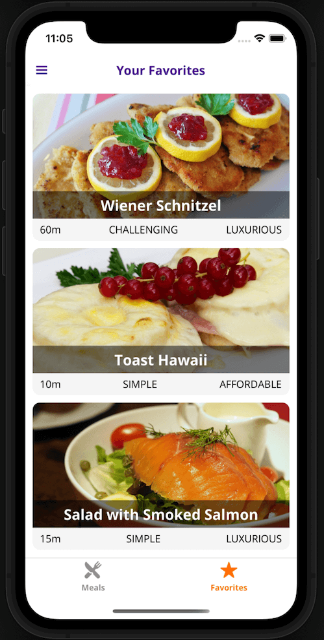 11:05
Your Favorites
Wiener Schnitzel
60m CHALLENGING LUXURIOUS
Toast Hawaii
10m SIMPLE AFFORDABLE
Salad with Smoked Salmon
15m SIMPLE LUXURIOUS
Meals Favorites